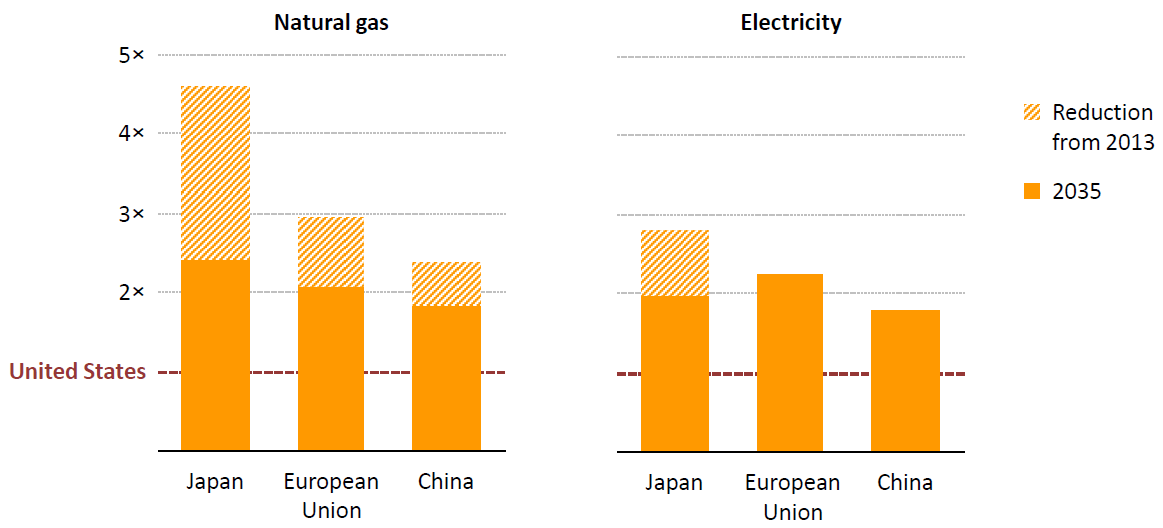 Natural gas
Electricity
5×
4×
3×
2×
United States
Japan
European
Union
China
Japan
European
Union
China
Reduction
from 2013
2035